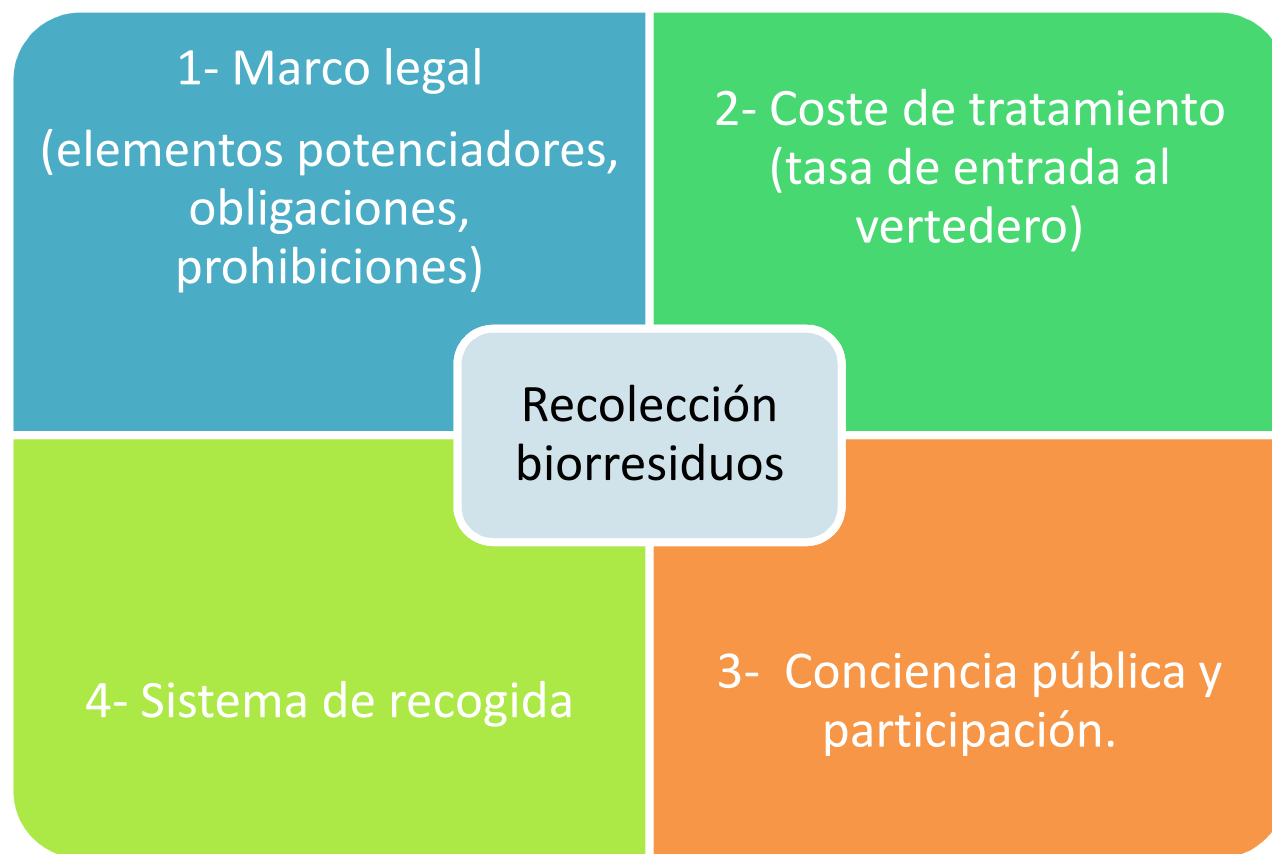 1- Marco legal
(elementos potenciadores,
obligaciones,
prohibiciones)
2- Coste de tratamiento
(tasa de entrada al
vertedero)
Recolección
biorresiduos
3-  Conciencia pública y
participación.
4- Sistema de recogida